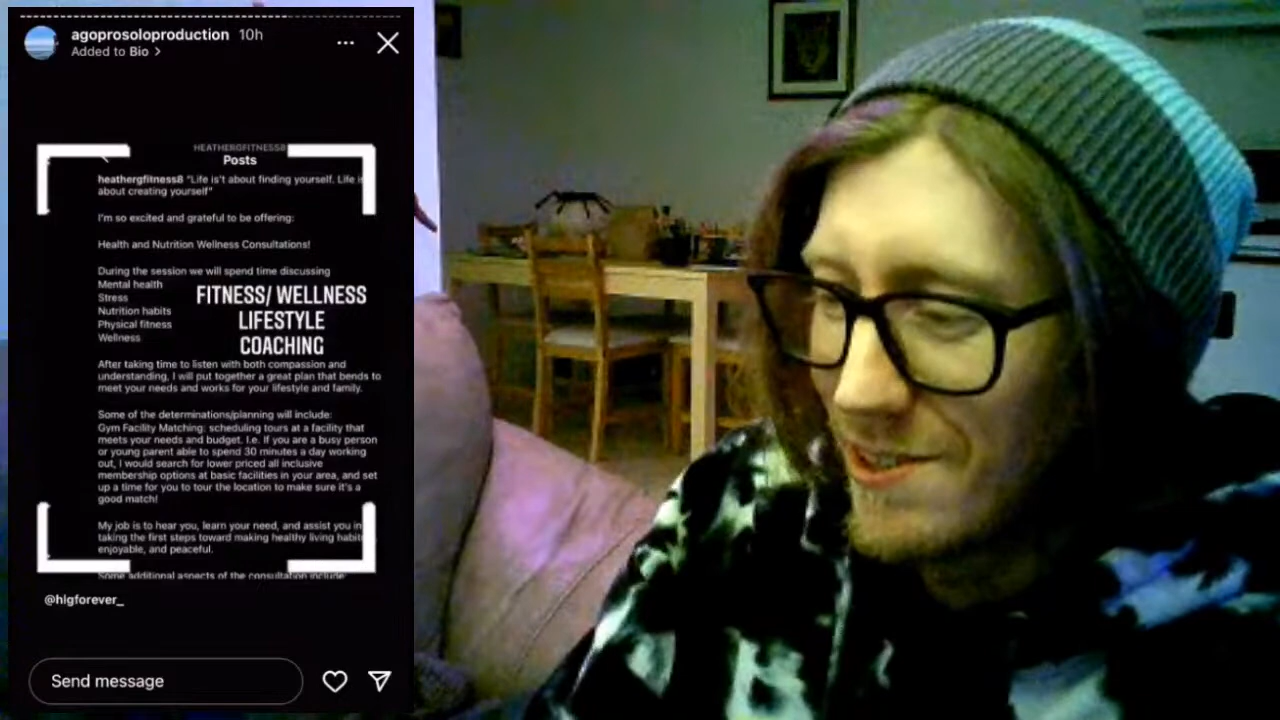 agoprosoloproduction 10h
Added to Bio >
HEATHERGFITNESS8
Posts
heathergfitness8 "Life isn't about finding yourself. Life is
about creating yourself"
I'm so excited and grateful to be offering:
Health and Nutrition Wellness Consultations!
During the session we will spend time discussing
Mental health
Stress
Nutrition habits
Physical fitness
Wellness
FITNESS/ WELLNESS
LIFESTYLE
COACHING
After taking time to listen with both compassion and
understanding, I will put together a great plan that bends to
meet your needs and works for your lifestyle and family.
Some of the determinations/planning will include:
Gym Facility Matching: scheduling tours at a facility that
meets your needs and budget. I.e. If you are a busy person
or young parent able to spend 30 minutes a day working
out, I would search for lower priced all inclusive
membership options at basic facilities in your area, and set
up a time for you to tour the location to make sure it's a
good match!
My job is to hear you, learn your need, and assist you in
taking the first steps toward making healthy living habits
enjoyable, and peaceful.
Some additional aspects of the consultation include:
@higforever_
Send message